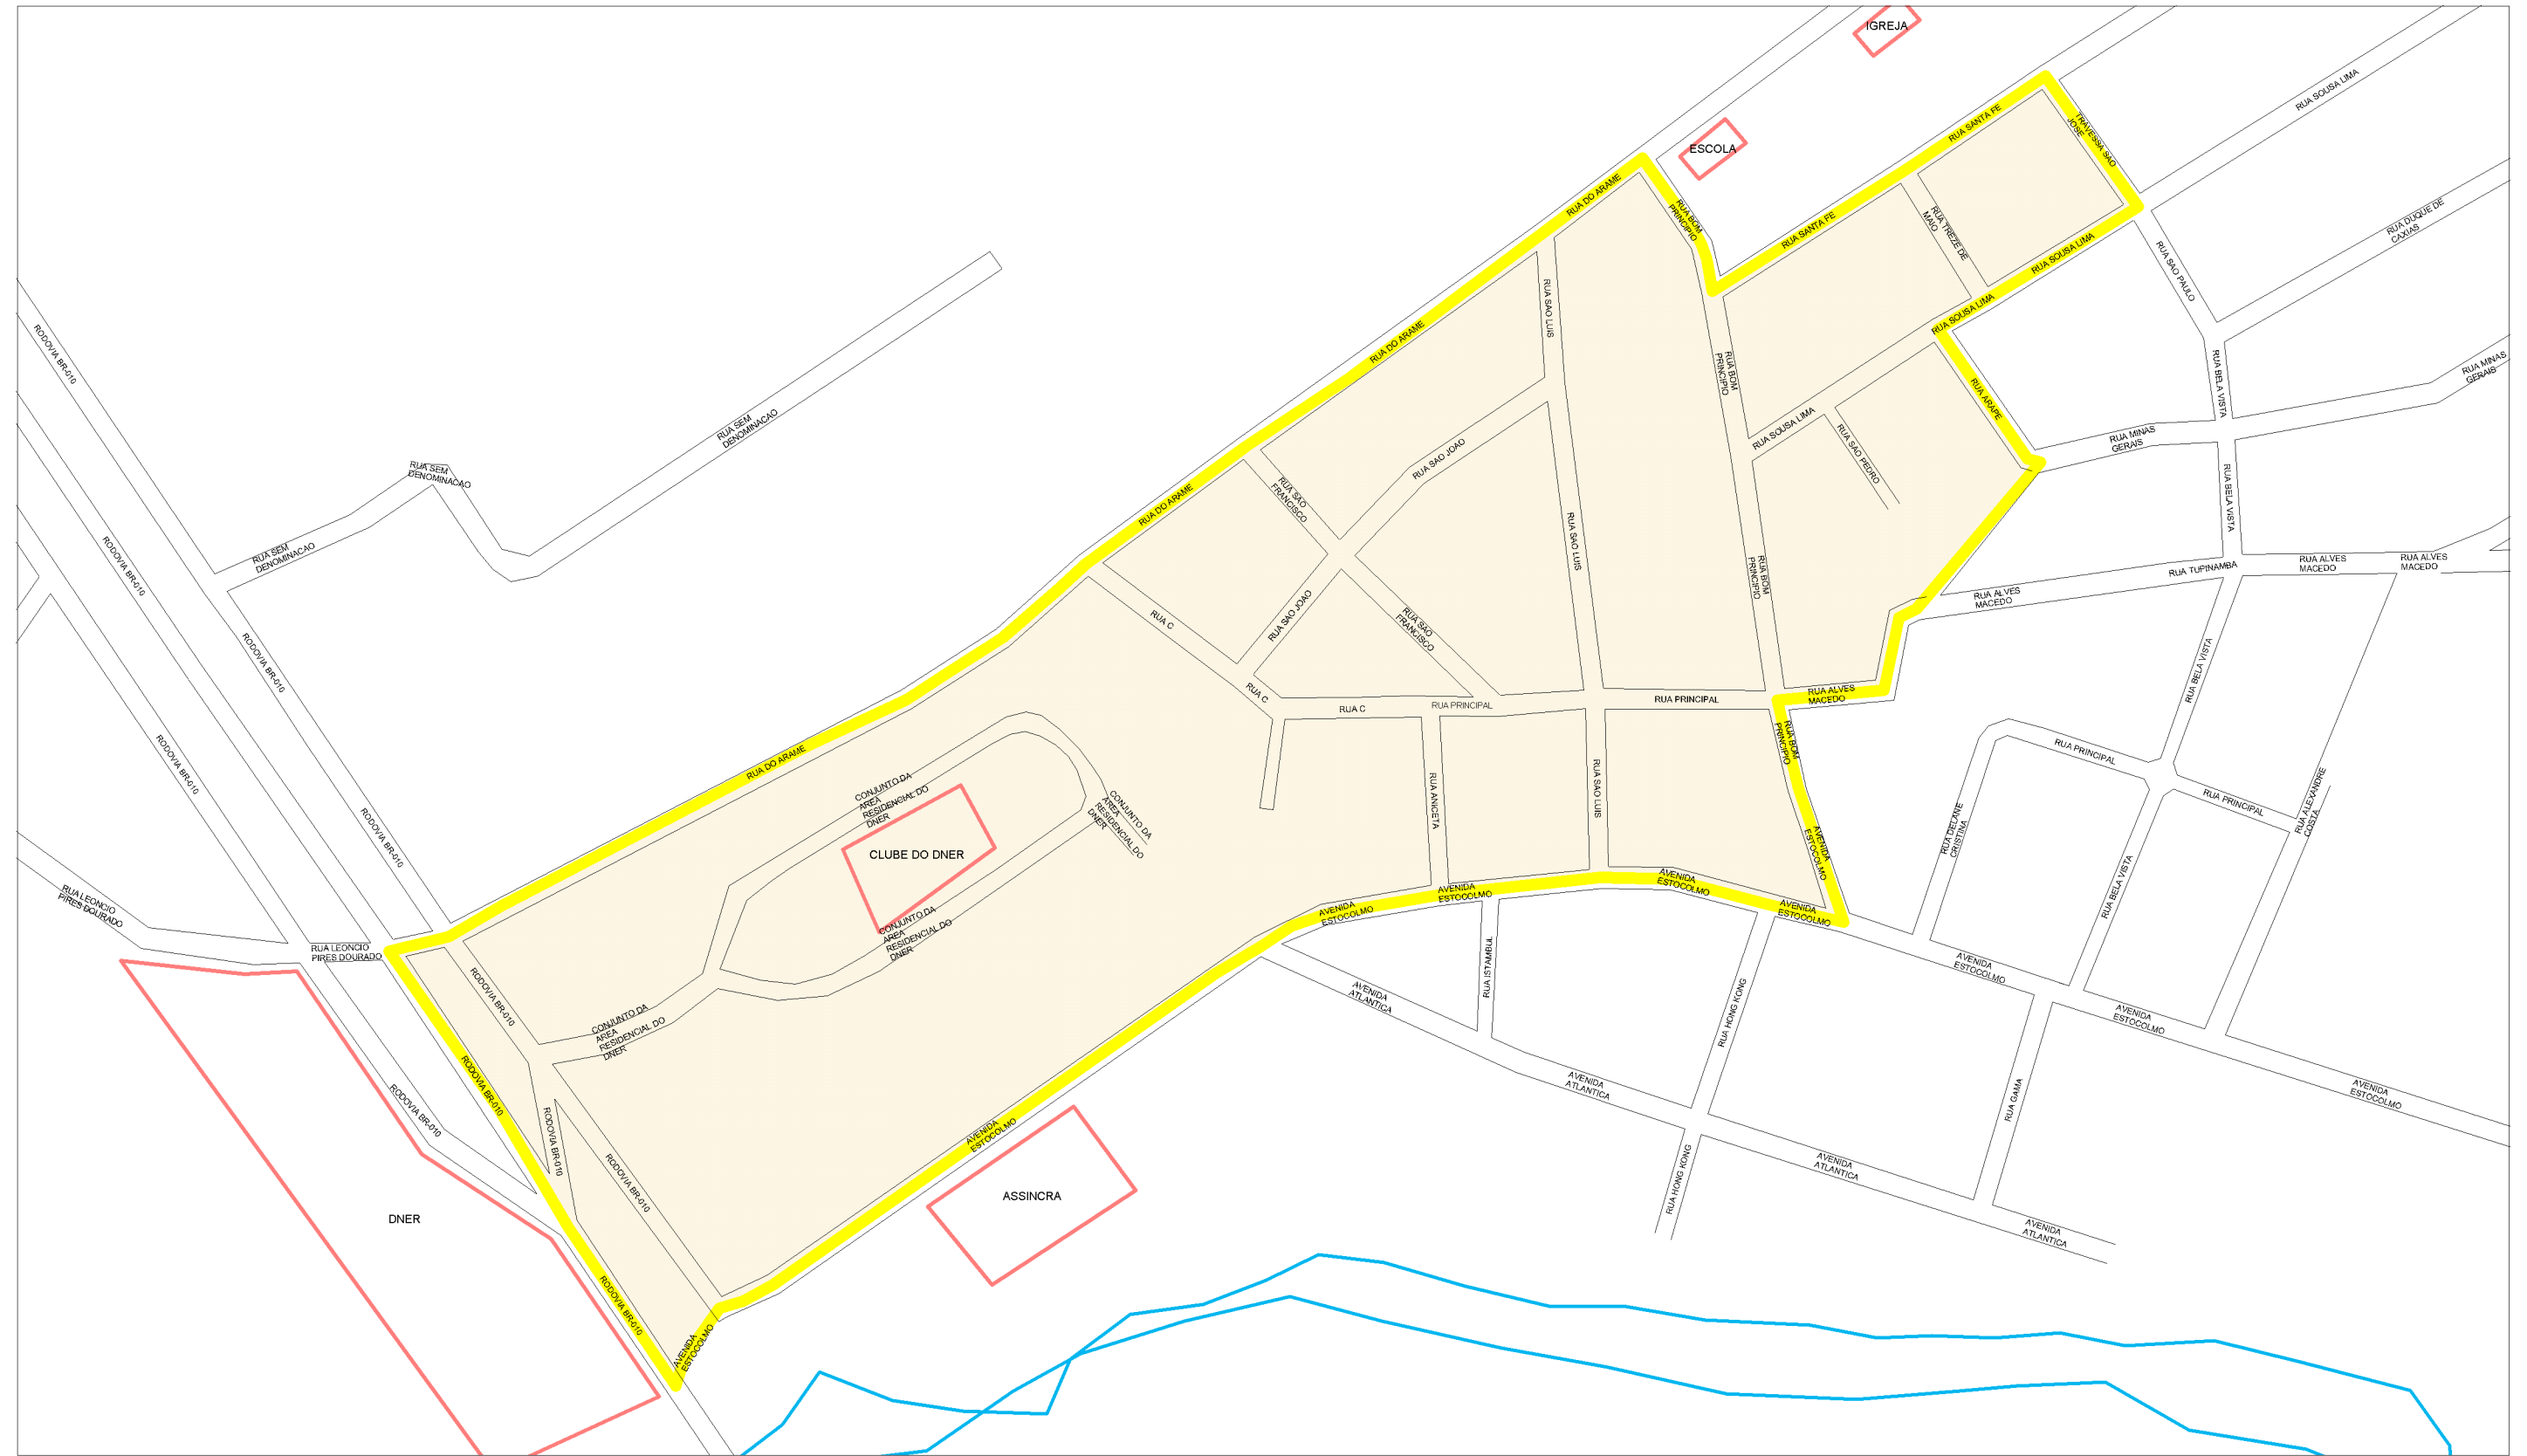 IGREJA
ESCOLA
RUA SOUSA LIMA
RUA SANTA FE
TRAVESSA SAO
JOSE
RUA DO ARAME
RUA BOM
PRINCIPIO
RUA SANTA FE
RUA TREZE DE
MAIO
RUA SOUSA LIMA
RUA DUQUE DE
CAXIAS
RUA SAO PAULO
RUA SOUSA LIMA
RUA SAO LUIS
RUA DO ARAME
RODOVIA BR-010
RUA BOM
PRINCIPIO
RUA ARAPE
RUA BELA VISTA
RUA MINAS
GERAIS
RUA SEM
DENOMINACAO
RUA SOUSA LIMA
RUA SAO PEDRO
RUA MINAS
GERAIS
RUA SAO JOAO
RUA SEM
DENOMINACAO
RUA SAO
FRANCISCO
RUA DO ARAME
RUA BELA VISTA
RUA SEM
DENOMINACAO
RODOVIA BR-010
RUA SAO LUIS
RUA BOM
PRINCIPIO
RUA TUPINAMBA
RUA ALVES
MACEDO
RUA ALVES
MACEDO
RUA ALVES
MACEDO
RUA C
RUA SAO JOAO
RUA SAO
FRANCISCO
RODOVIA BR-010
RUA BELA VISTA
RUA C
RUA C
RUA PRINCIPAL
RUA PRINCIPAL
RUA ALVES
MACEDO
RUA BOM
PRINCIPIO
RUA PRINCIPAL
RODOVIA BR-010
RUA DO ARAME
CONJUNTO DA
AREA
RESIDENCIAL DO
DNER
CONJUNTO DA
AREA
RESIDENCIAL DO
DNER
RUA ANICETA
RUA SAO LUIS
RUA PRINCIPAL
RUA ALEXANDRE
COSTA
RUA DELANE
CRISTINA
RODOVIA BR-010
CLUBE DO DNER
AVENIDA
ESTOCOLMO
RUA BELA VISTA
RUA LEONCIO
PIRES DOURADO
AVENIDA
ESTOCOLMO
AVENIDA
ESTOCOLMO
AVENIDA
ESTOCOLMO
AVENIDA
ESTOCOLMO
CONJUNTO DA
AREA
RESIDENCIAL DO
DNER
RUA LEONCIO
PIRES DOURADO
RODOVIA BR-010
RUA ISTAMBUL
AVENIDA
ATLANTICA
RUA HONG KONG
AVENIDA
ESTOCOLMO
AVENIDA
ESTOCOLMO
CONJUNTO DA
AREA
RESIDENCIAL DO
DNER
RODOVIA BR-010
RODOVIA BR-010
RODOVIA BR-010
RODOVIA BR-010
AVENIDA
ESTOCOLMO
AVENIDA
ATLANTICA
RUA GAMA
AVENIDA
ESTOCOLMO
RUA HONG KONG
AVENIDA
ATLANTICA
ASSINCRA
DNER
AVENIDA
ATLANTICA
RODOVIA BR-010
AVENIDA
ESTOCOLMO